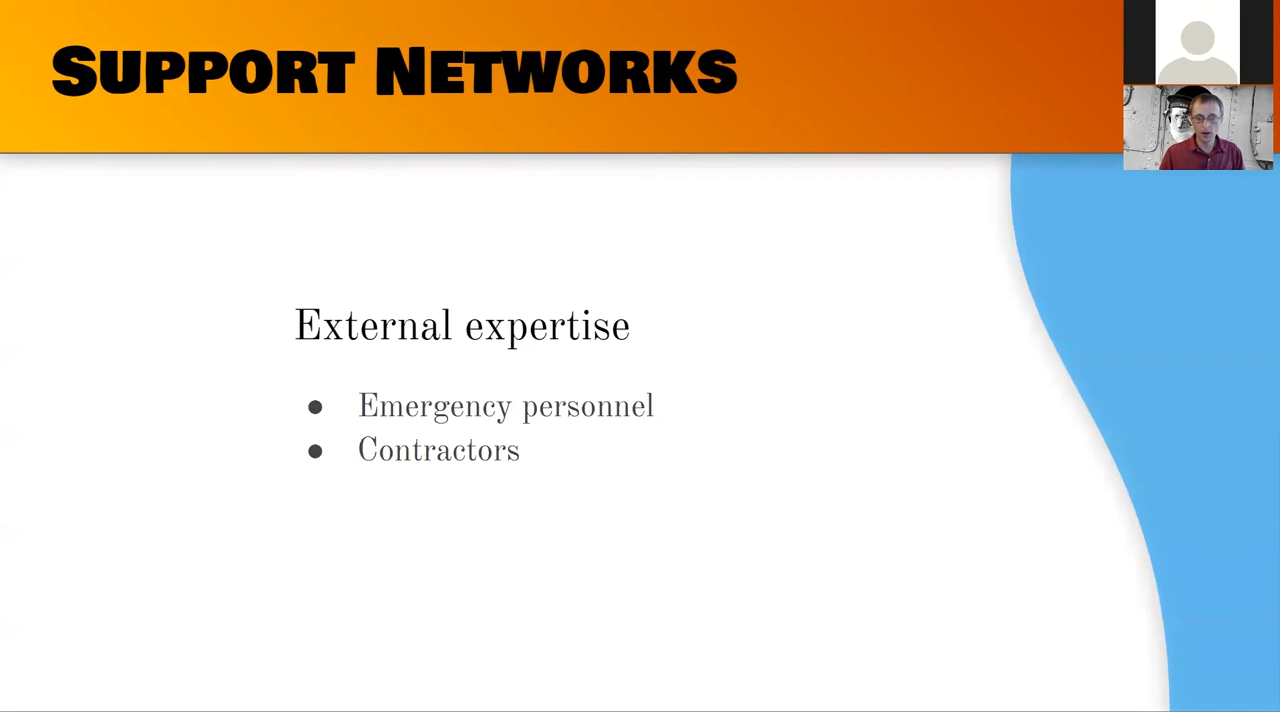 Support Networks
External expertise
● Emergency personnel
● Contractors